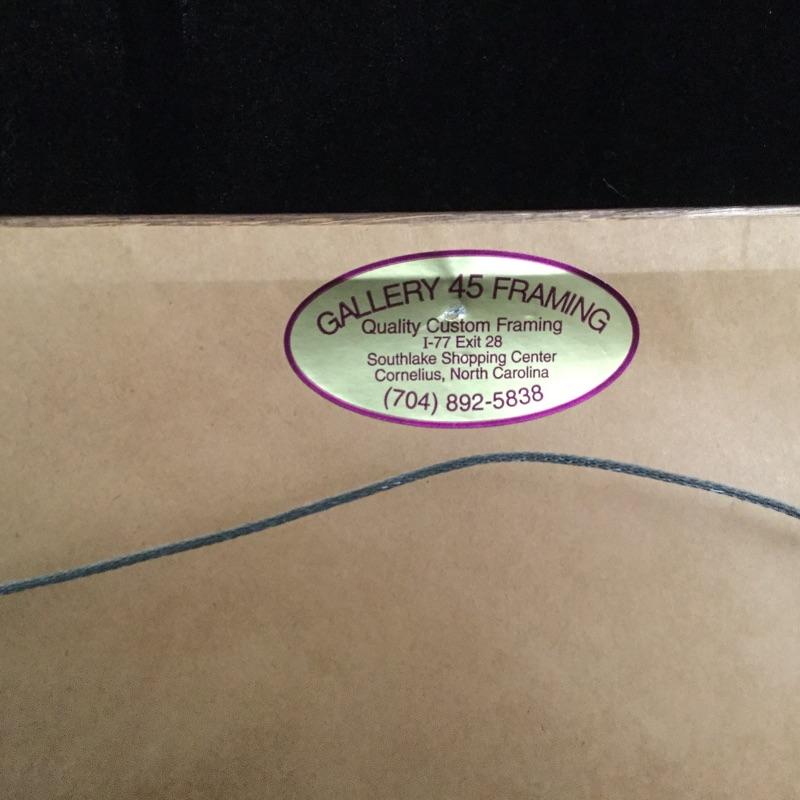 GALLERY 45 FRAMING
Quality Custom Framing
I-77 Exit 28
Southlake Shopping Center
Cornelius, North Carolina
(704) 892-5838